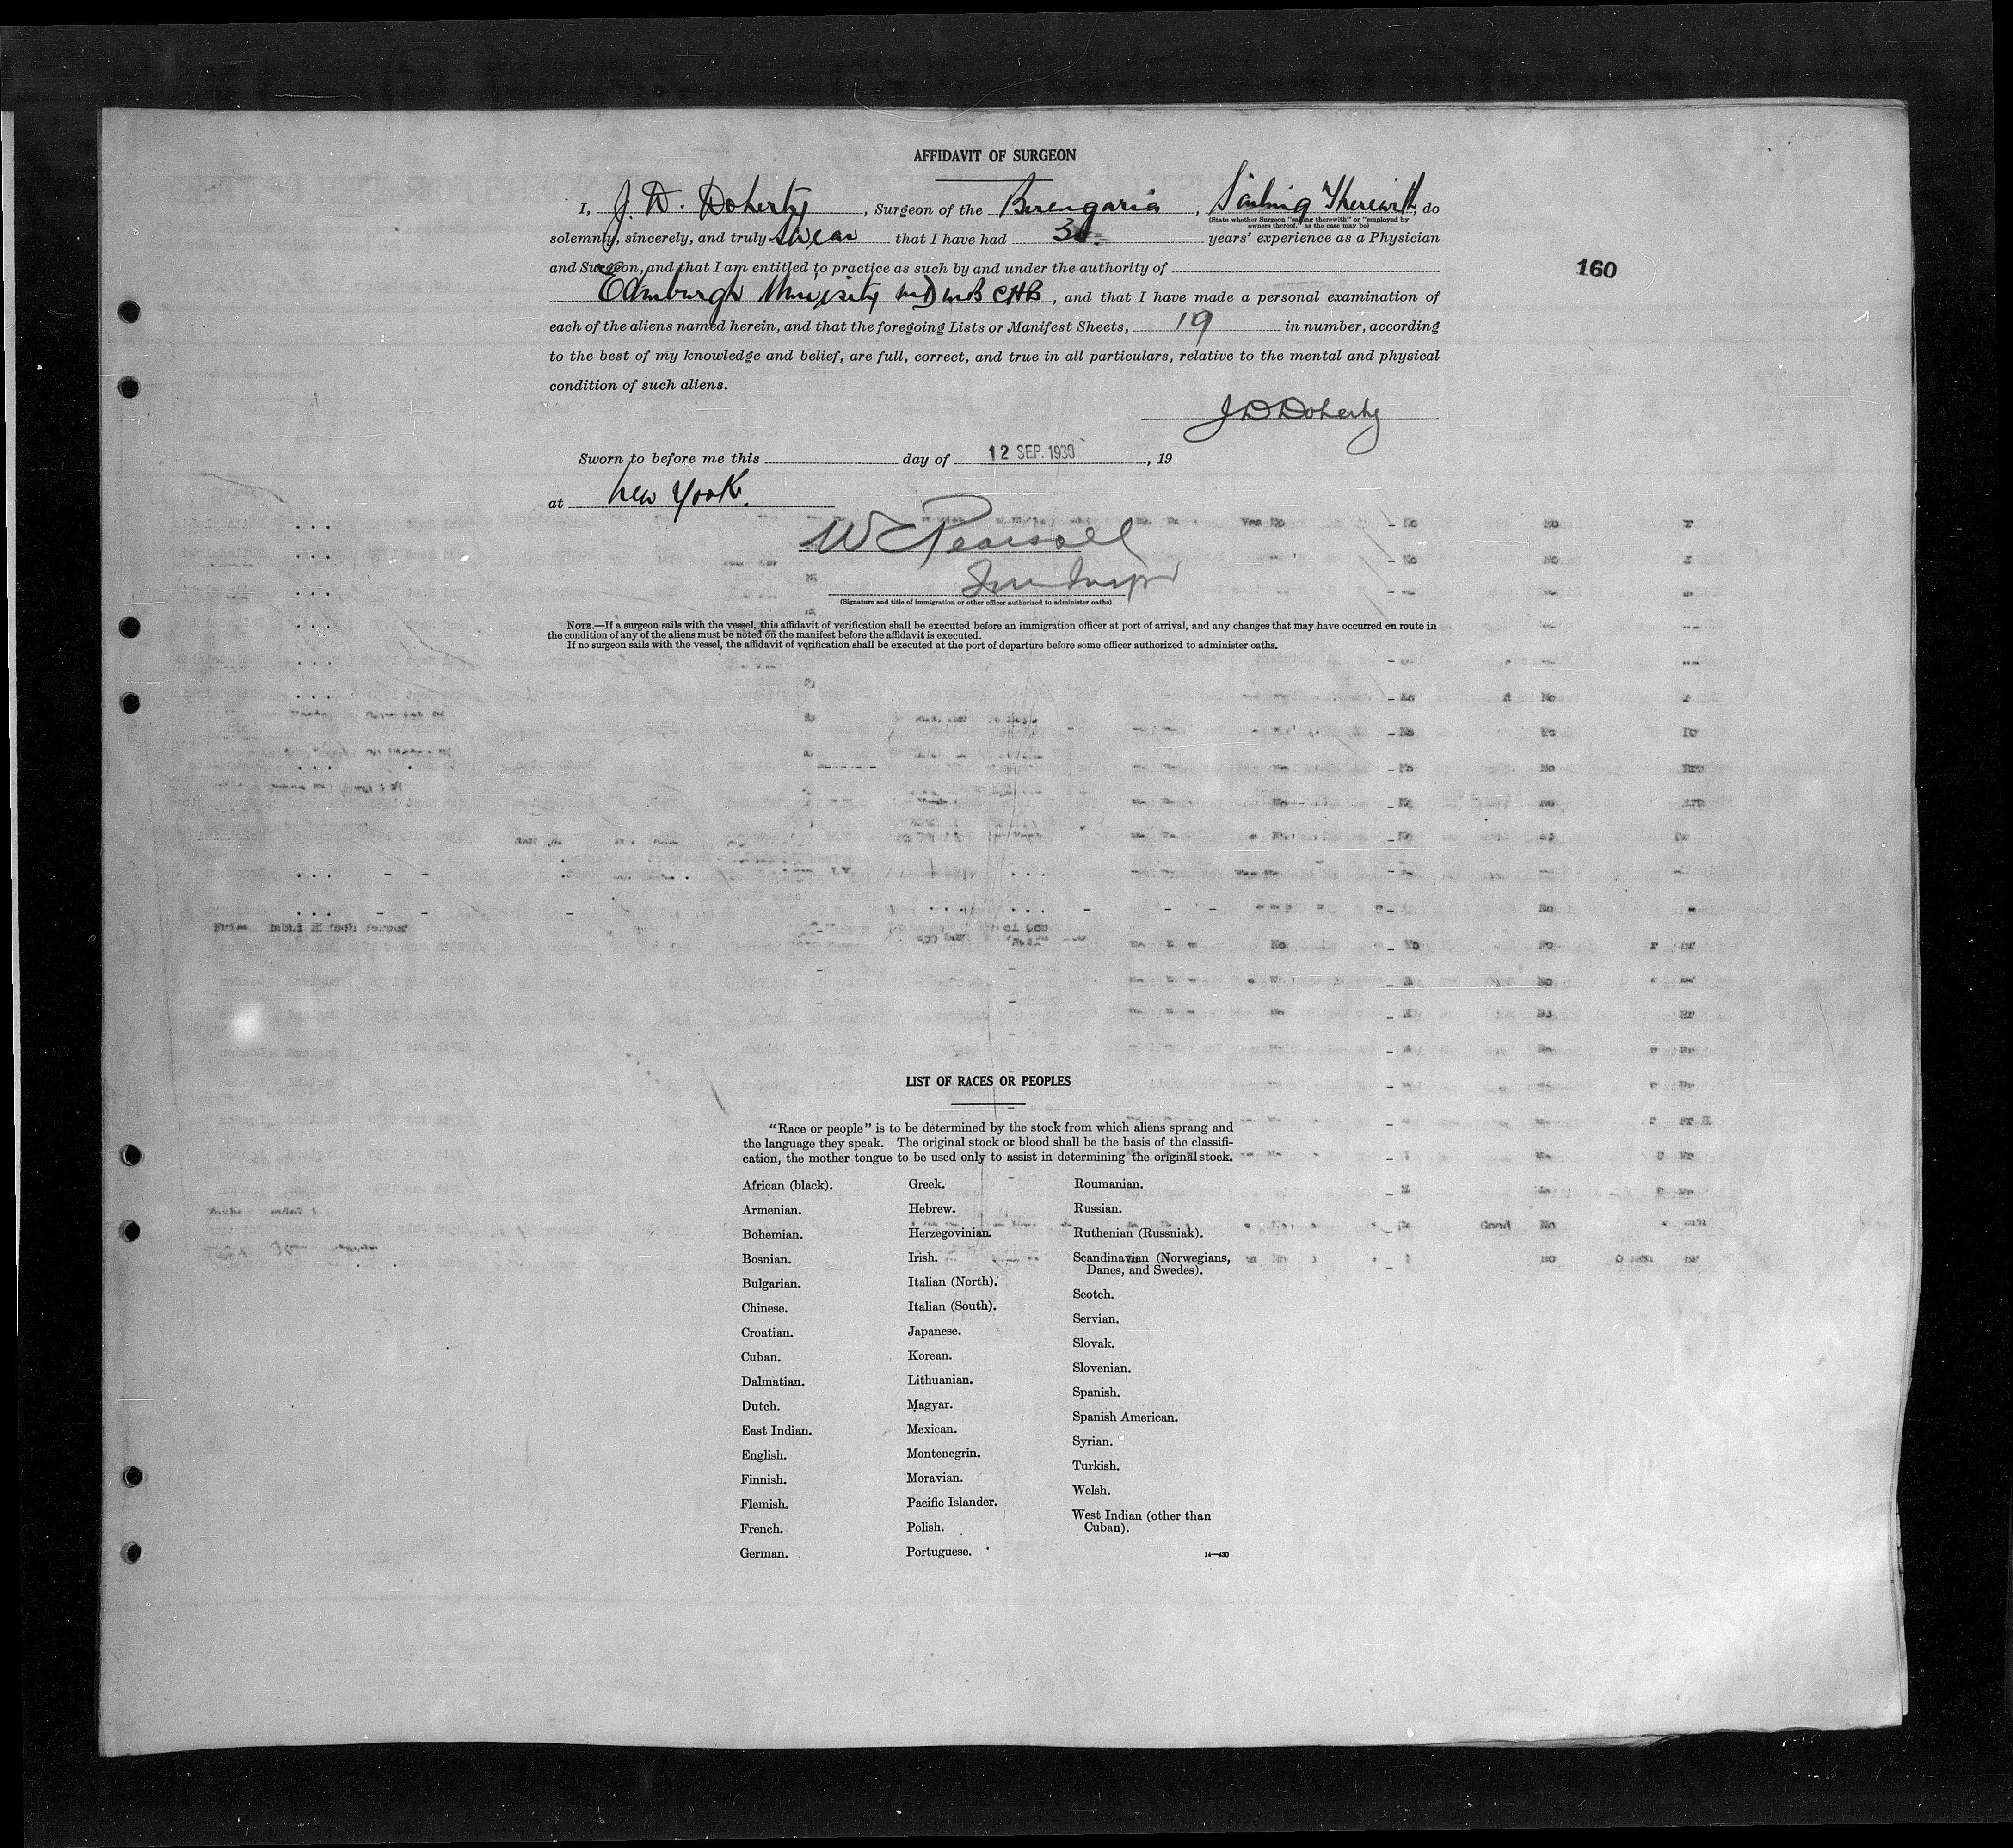 AFFIDAVIT OF SURGEON
I, J. D. Doherty, Surgeon of the Berengaria, Sailing Therewith, do
(State whether Surgeon "sailing therewith" or "employed by
owners thereof," as the case may be)
solemnly, sincerely, and truly swear that I have had 30. years' experience as a Physician
and Surgeon, and that I am entitled to practice as such by and under the authority of
160
Edinburgh University MD MB CHB, and that I have made a personal examination of
each of the aliens named herein, and that the foregoing Lists or Manifest Sheets, 19 in number, according
to the best of my knowledge and belief, are full, correct, and true in all particulars, relative to the mental and physical
condition of such aliens.
J D Doherty
Sworn to before me this day of 12 SEP. 1930, 19
at New York.
W C Pearsall
(Signature and title of immigration or other officer authorized to administer oaths)
NOTE.—If a surgeon sails with the vessel, this affidavit of verification shall be executed before an immigration officer at port of arrival, and any changes that may have occurred en route in
the condition of any of the aliens must be noted on the manifest before the affidavit is executed.
If no surgeon sails with the vessel, the affidavit of verification shall be executed at the port of departure before some officer authorized to administer oaths.
LIST OF RACES OR PEOPLES
"Race or people" is to be determined by the stock from which aliens sprang and
the language they speak. The original stock or blood shall be the basis of the classifi-
cation, the mother tongue to be used only to assist in determining the original stock.
African (black).
Armenian.
Bohemian.
Bosnian.
Bulgarian.
Chinese.
Croatian.
Cuban.
Dalmatian.
Dutch.
East Indian.
English.
Finnish.
Flemish.
French.
German.
Greek.
Hebrew.
Herzegovinian.
Irish.
Italian (North).
Italian (South).
Japanese.
Korean.
Lithuanian.
Magyar.
Mexican.
Montenegrin.
Moravian.
Pacific Islander.
Polish.
Portuguese.
Roumanian.
Russian.
Ruthenian (Russniak).
Scandinavian (Norwegians,
Danes, and Swedes).
Scotch.
Servian.
Slovak.
Slovenian.
Spanish.
Spanish American.
Syrian.
Turkish.
Welsh.
West Indian (other than
Cuban).
14—430